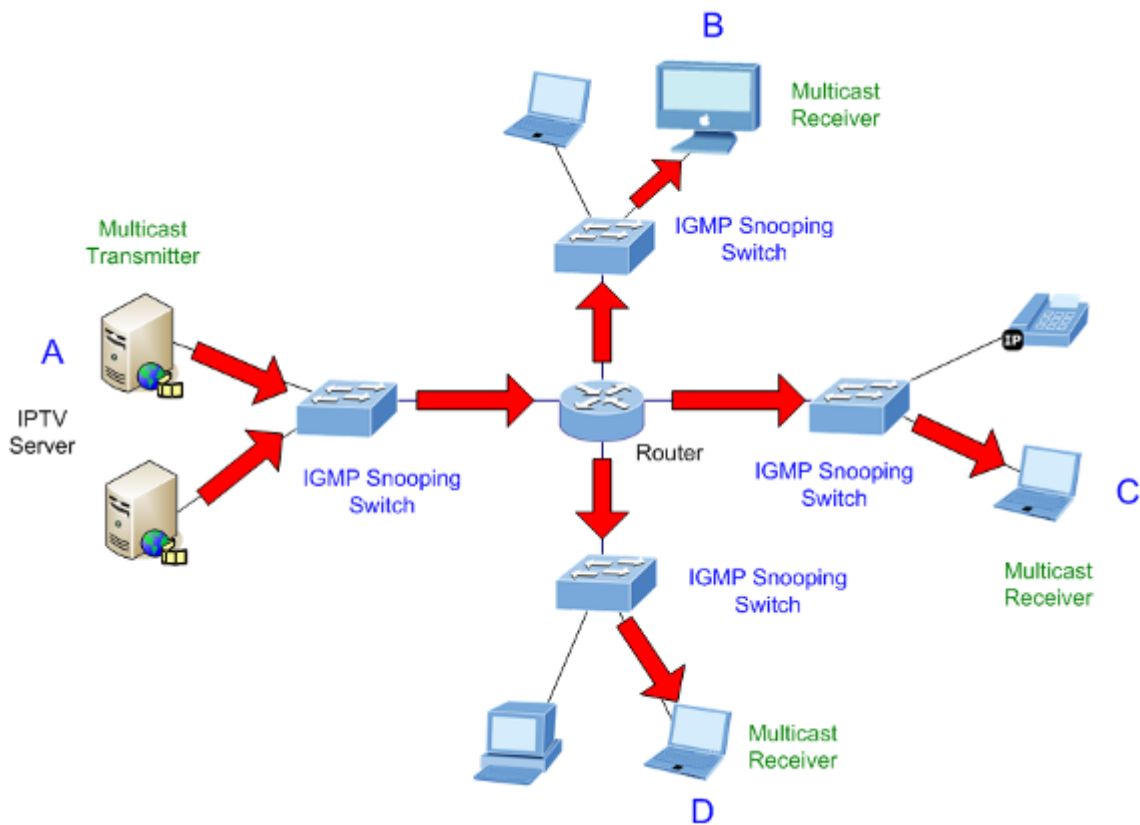 B
Multicast
Receiver
Multicast
Transmitter
IGMP Snooping
Switch
A
IPTV
Server
IP
Router
IGMP Snooping
Switch
IGMP Snooping
Switch
C
IGMP Snooping
Switch
Multicast
Receiver
Multicast
Receiver
D